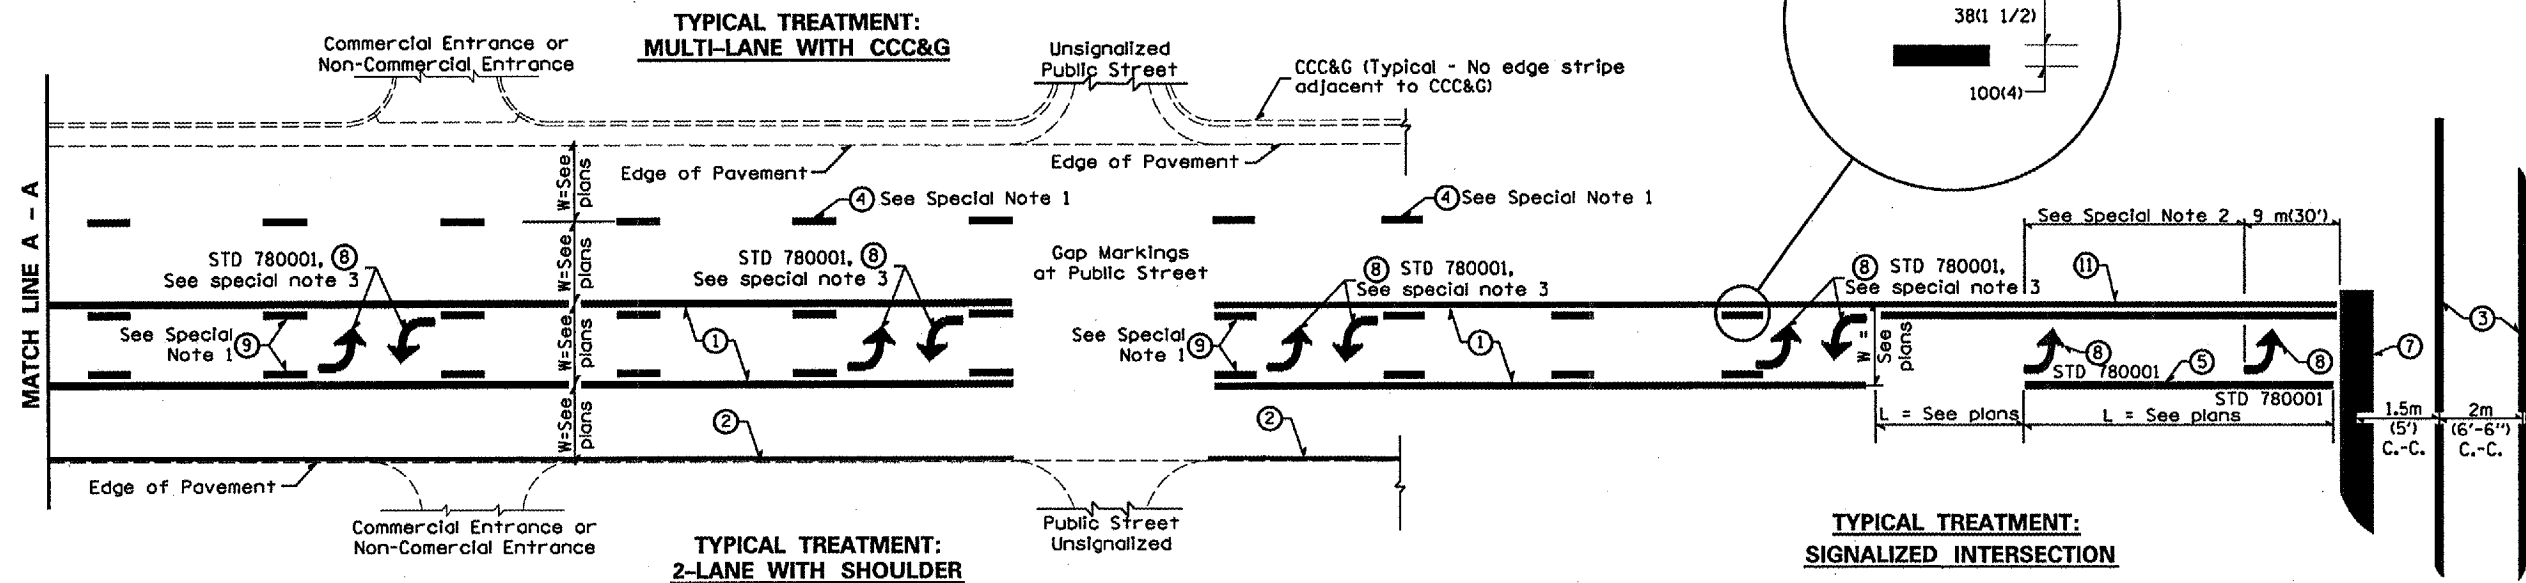 TYPICAL TREATMENT:
MULTI-LANE WITH CCC&G
Commercial Entrance or
Non-Commercial Entrance
Unsignalized
Public Street
CCC&G (Typical - No edge stripe
adjacent to CCC&G)
38(1 1/2)
100(4)
MATCH LINE A - A
Edge of Pavement
Edge of Pavement
W=See
plans
4 See Special Note 1
4 See Special Note 1
See Special Note 2
9 m(30')
STD 780001, 8
See special note 3
W=See
plans
STD 780001, 8
See special note 3
Gap Markings
at Public Street
8 STD 780001,
See special note 3
8 STD 780001,
See special note 3
11
3
See Special
Note 1 9
W=See
plans
1
See Special
Note 1 9
1
W =
See
plans
8
STD 780001
5
8
7
STD 780001
W=See
plans
2
2
L = See plans
L = See plans
1.5m
(5')
C.-C.
2m
(6'-6")
C.-C.
Edge of Pavement
Commercial Entrance or
Non-Comercial Entrance
Public Street
Unsignalized
TYPICAL TREATMENT:
2-LANE WITH SHOULDER
TYPICAL TREATMENT:
SIGNALIZED INTERSECTION